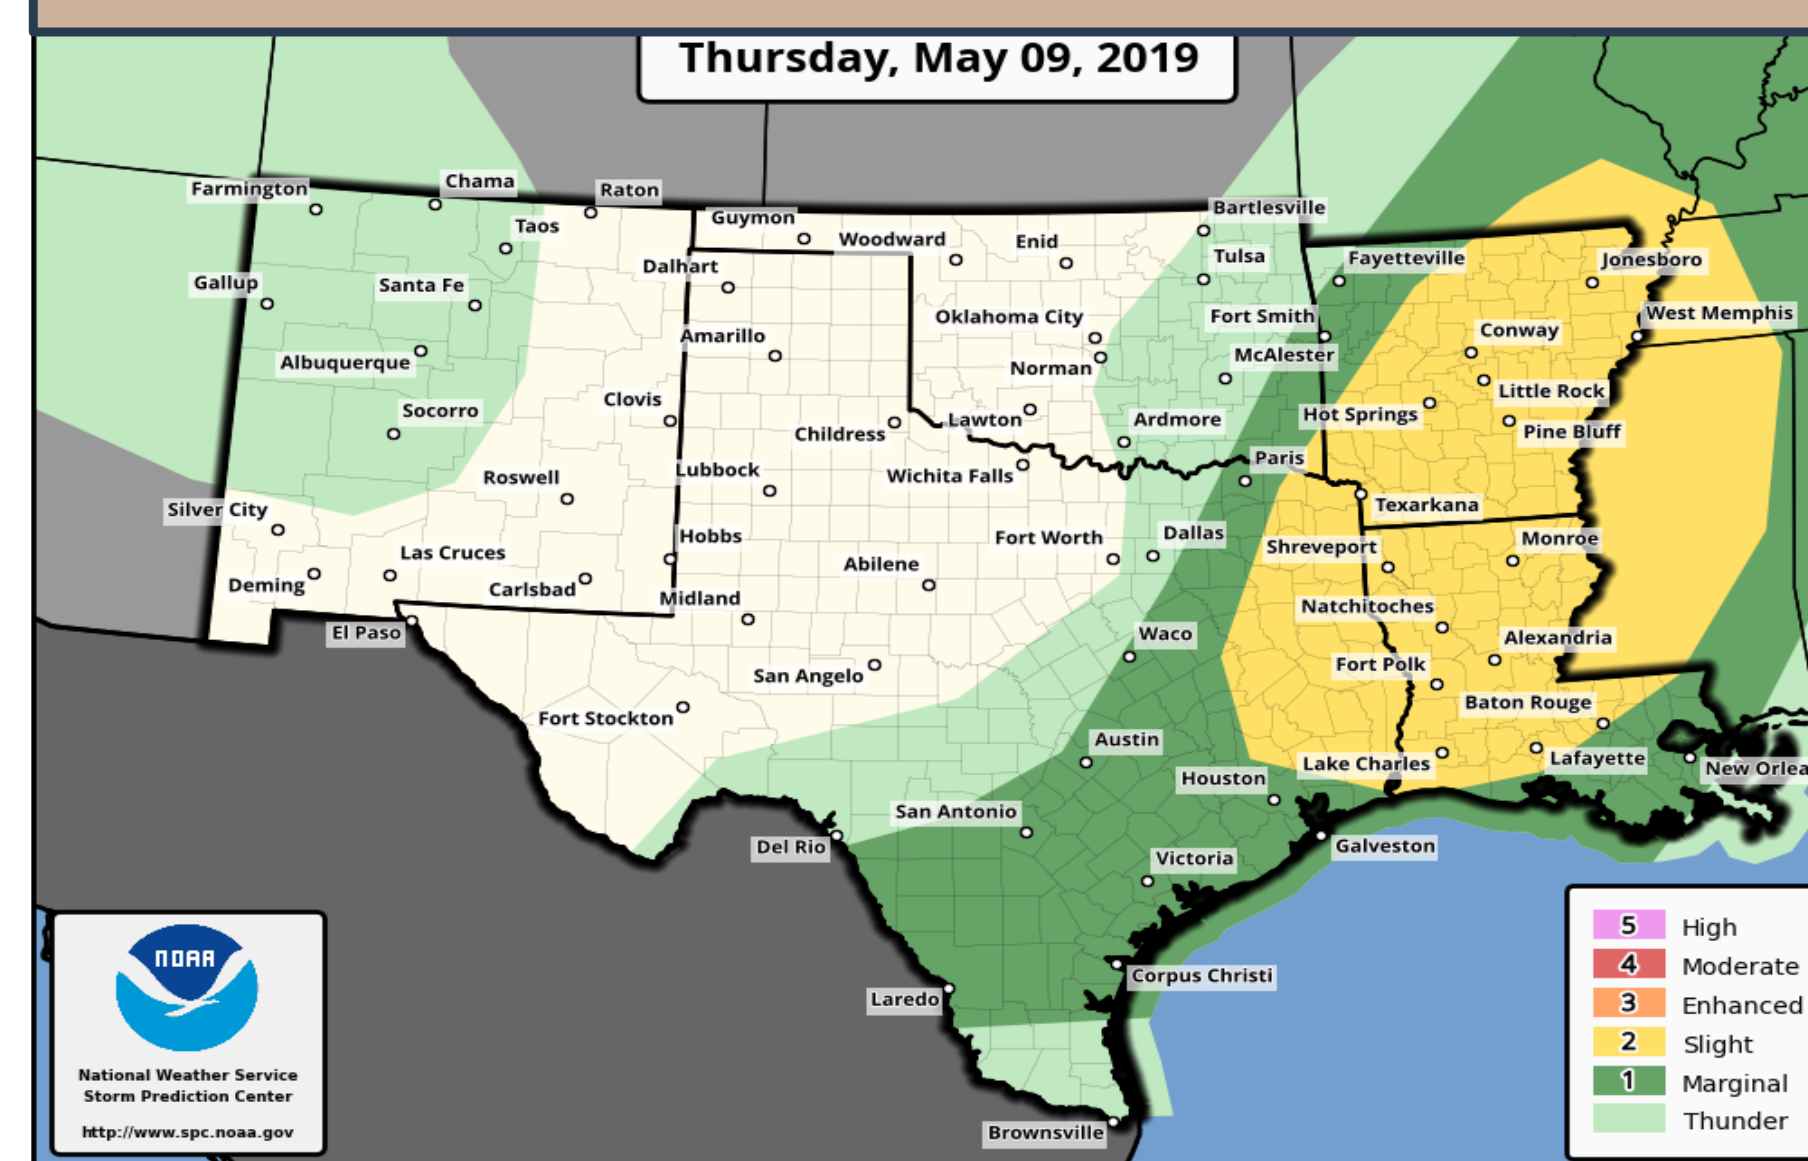 Thursday, May 09, 2019
Farmington
Chama
Raton
Taos
Guymon
Bartlesville
Woodward
Enid
Tulsa
Fayetteville
Jonesboro
Gallup
Santa Fe
Dalhart
Oklahoma City
Fort Smith
West Memphis
Conway
Amarillo
Albuquerque
Norman
McAlester
Little Rock
Clovis
Socorro
Childress
Lawton
Ardmore
Hot Springs
Pine Bluff
Roswell
Lubbock
Wichita Falls
Paris
Texarkana
Silver City
Hobbs
Fort Worth
Dallas
Shreveport
Monroe
Las Cruces
Deming
Carlsbad
Abilene
Midland
Natchitoches
El Paso
Waco
Alexandria
San Angelo
Fort Polk
Fort Stockton
Baton Rouge
Austin
Lake Charles
Lafayette
New Orlea
Houston
San Antonio
Del Rio
Galveston
Victoria
Corpus Christi
Laredo
Brownsville
NOAA
National Weather Service
Storm Prediction Center
http://www.spc.noaa.gov
5 High
4 Moderate
3 Enhanced
2 Slight
1 Marginal
Thunder